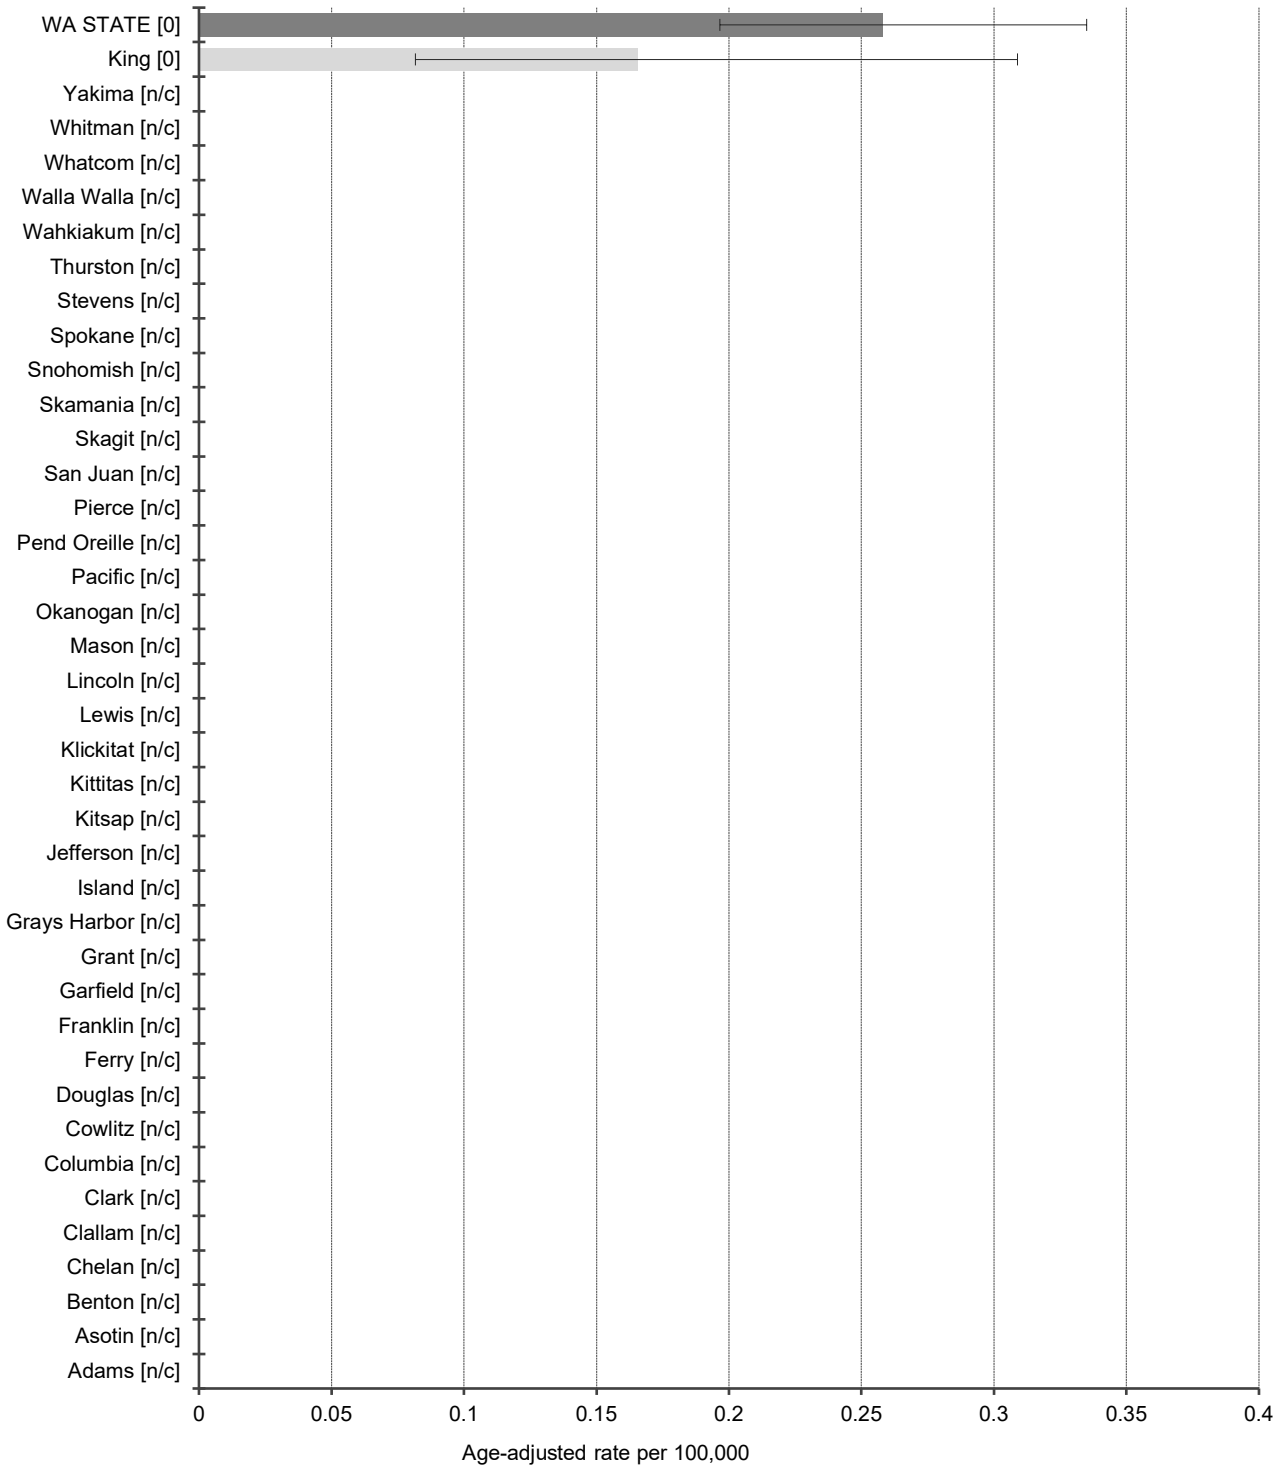 WA STATE [0]
King [0]
Yakima [n/c]
Whitman [n/c]
Whatcom [n/c]
Walla Walla [n/c]
Wahkiakum [n/c]
Thurston [n/c]
Stevens [n/c]
Spokane [n/c]
Snohomish [n/c]
Skamania [n/c]
Skagit [n/c]
San Juan [n/c]
Pierce [n/c]
Pend Oreille [n/c]
Pacific [n/c]
Okanogan [n/c]
Mason [n/c]
Lincoln [n/c]
Lewis [n/c]
Klickitat [n/c]
Kittitas [n/c]
Kitsap [n/c]
Jefferson [n/c]
Island [n/c]
Grays Harbor [n/c]
Grant [n/c]
Garfield [n/c]
Franklin [n/c]
Ferry [n/c]
Douglas [n/c]
Cowlitz [n/c]
Columbia [n/c]
Clark [n/c]
Clallam [n/c]
Chelan [n/c]
Benton [n/c]
Asotin [n/c]
Adams [n/c]
0 0.05 0.1 0.15 0.2 0.25 0.3 0.35 0.4
Age-adjusted rate per 100,000